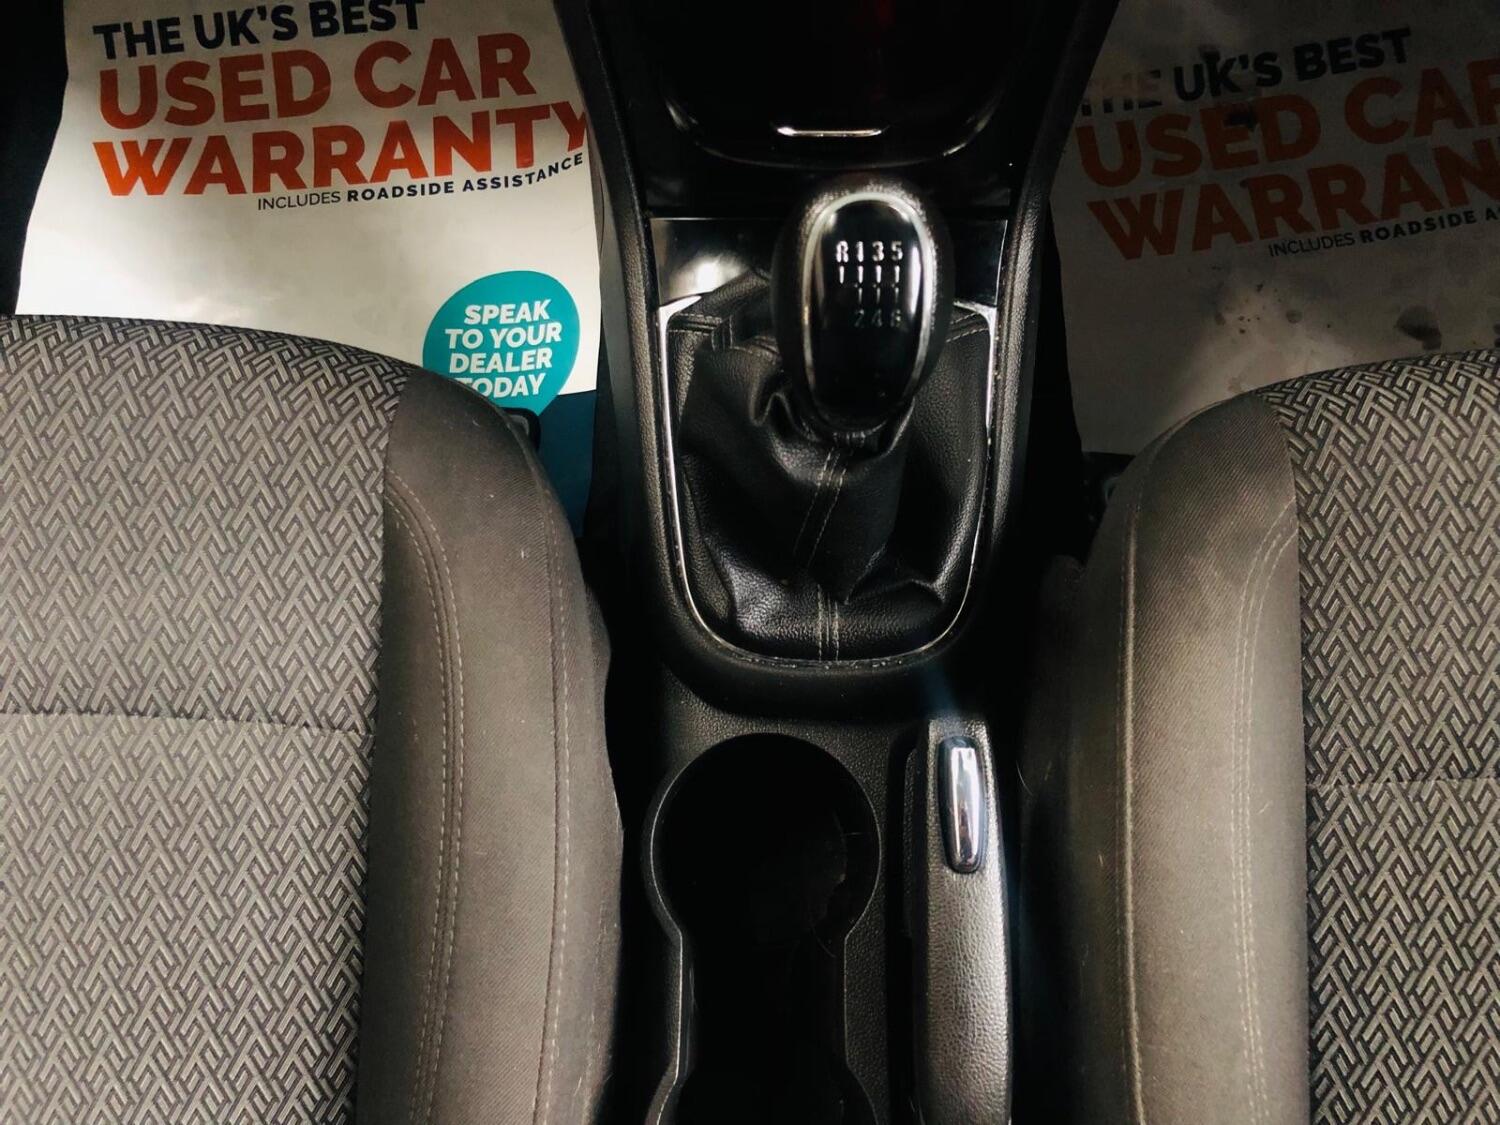 THE UK'S BEST
USED CAR
WARRANTY
INCLUDES ROADSIDE ASSISTANCE
SPEAK
TO YOUR
DEALER
TODAY
R135
246
THE UK'S BEST
USED CAR
WARRAN
INCLUDES ROADSIDE A